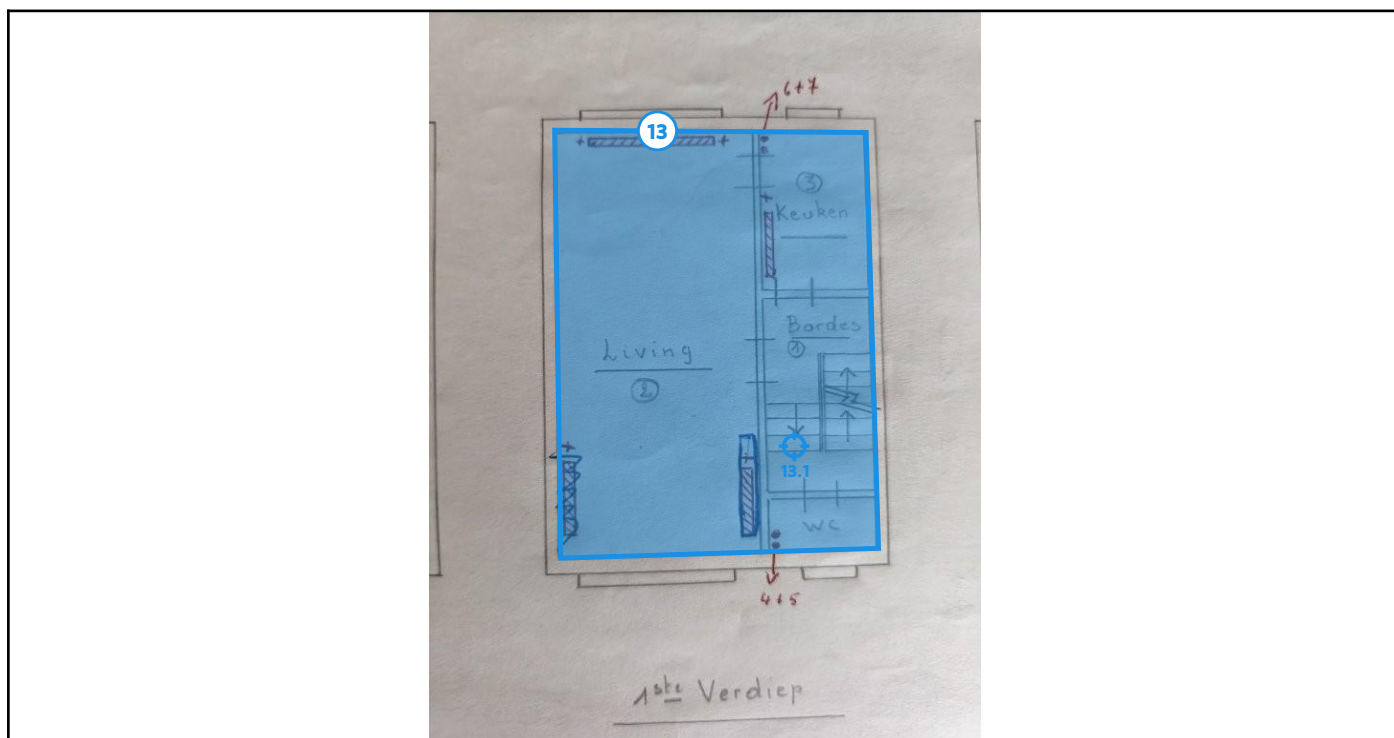 6+7
13
3
Keuken
Bordes
1
Living
2
13.1
WC
4+5
1ste Verdiep